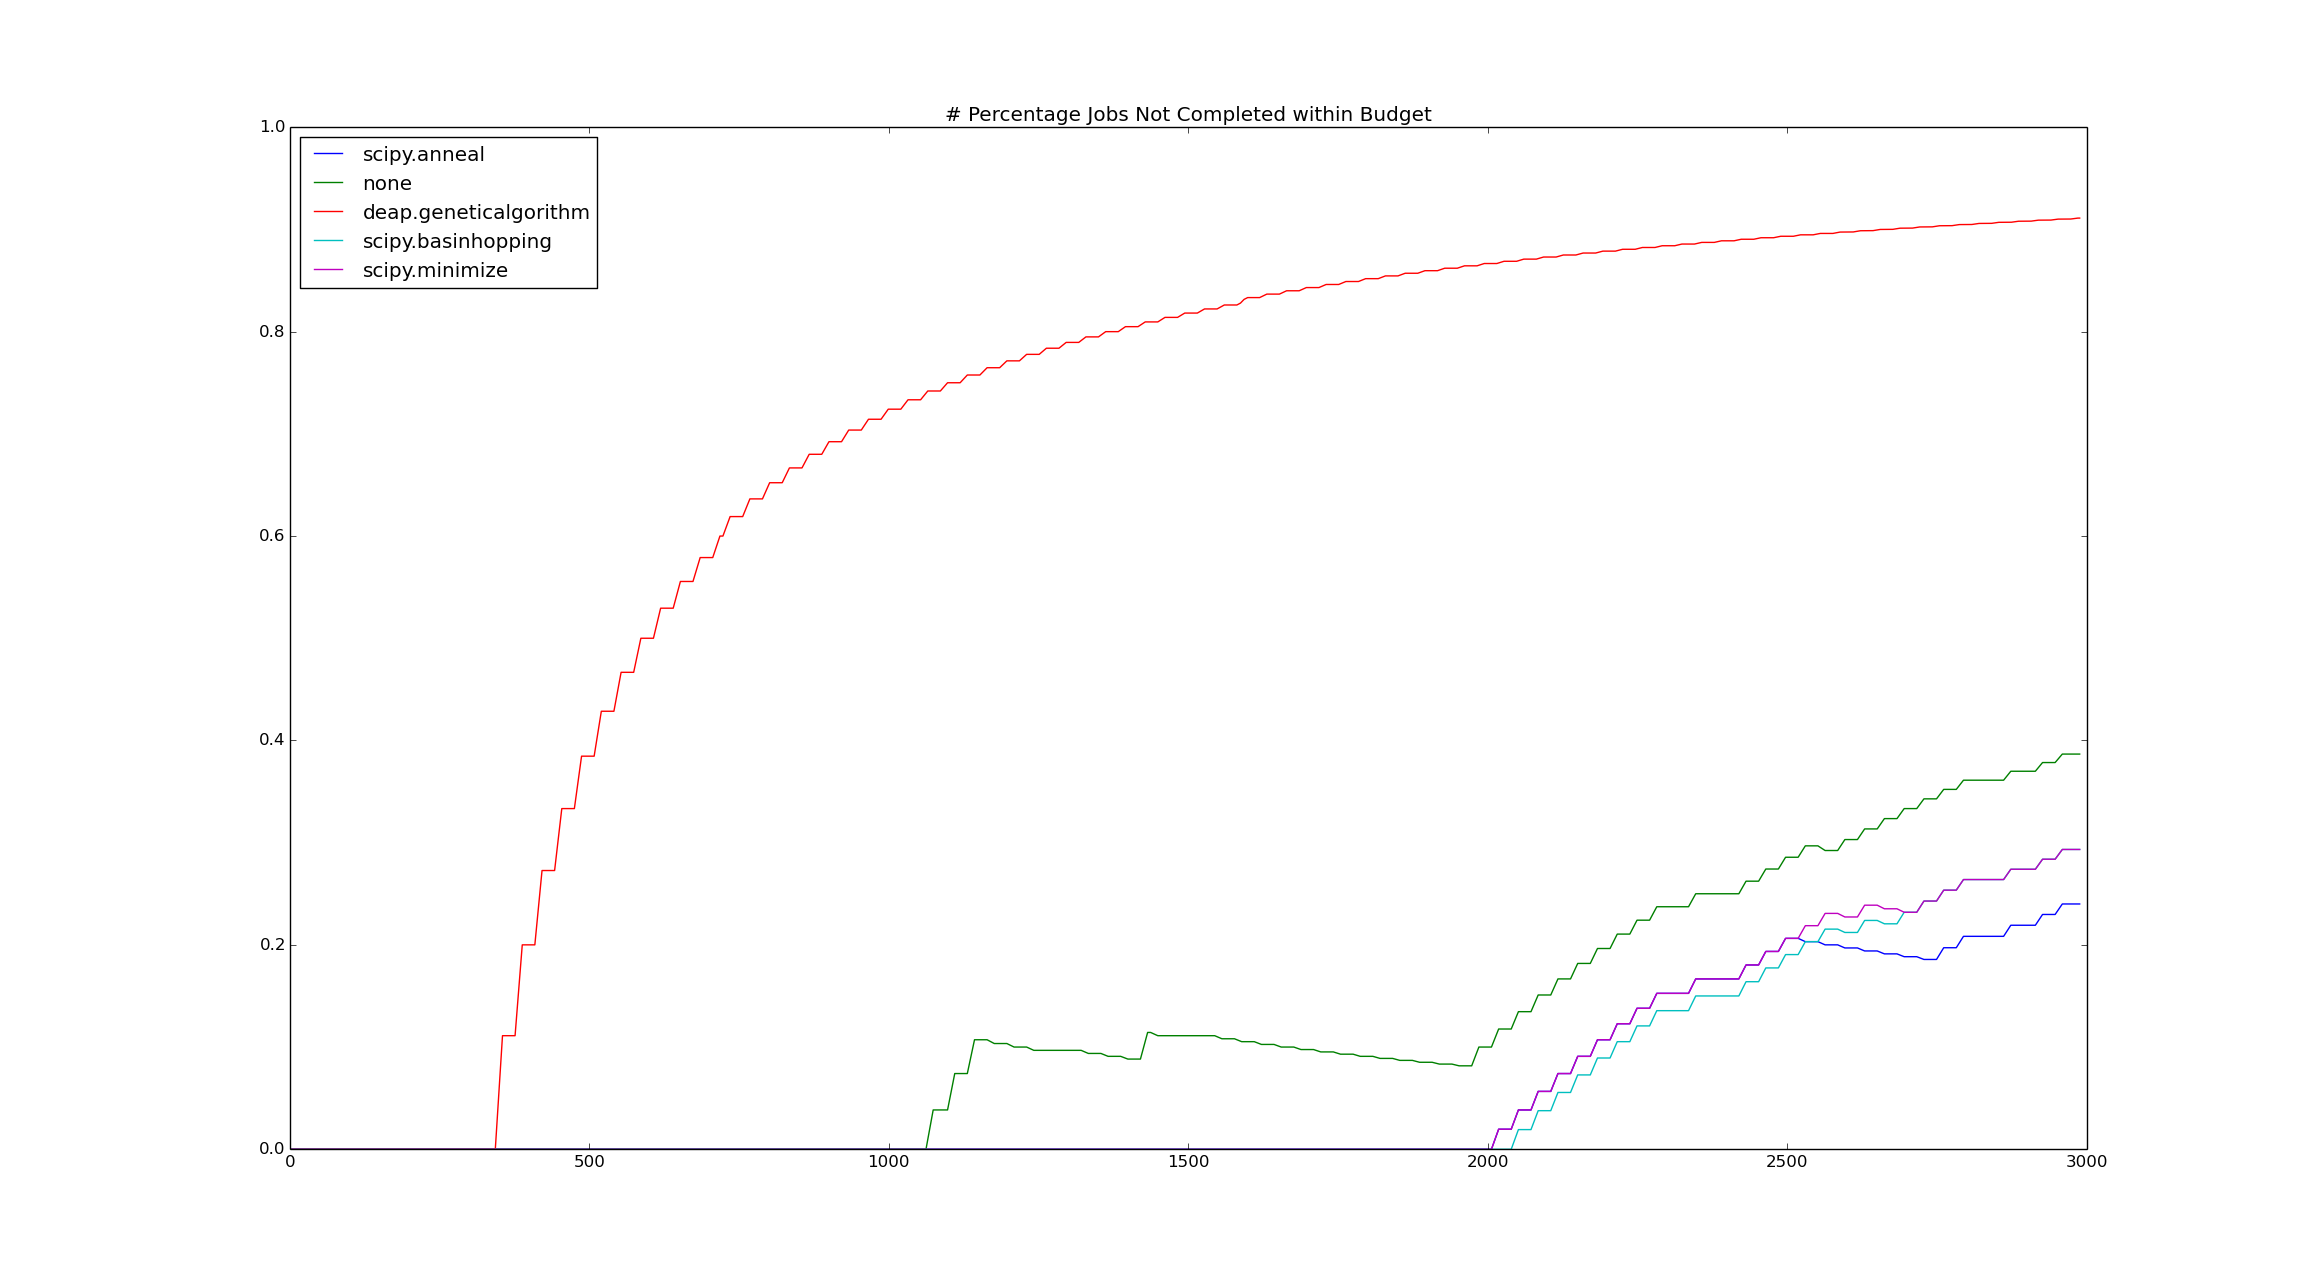 # Percentage Jobs Not Completed within Budget
1.0
scipy.anneal
none
deap.geneticalgorithm
scipy.basinhopping
scipy.minimize
0.8
0.6
0.4
0.2
0.0
0 500 1000 1500 2000 2500 3000